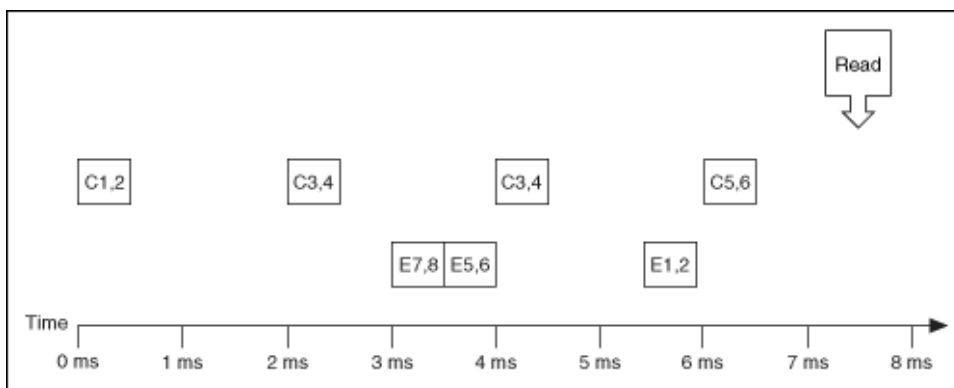 Read
C1,2 C3,4 C3,4 C5,6
E7,8 E5,6 E1,2
Time
0 ms 1 ms 2 ms 3 ms 4 ms 5 ms 6 ms 7 ms 8 ms